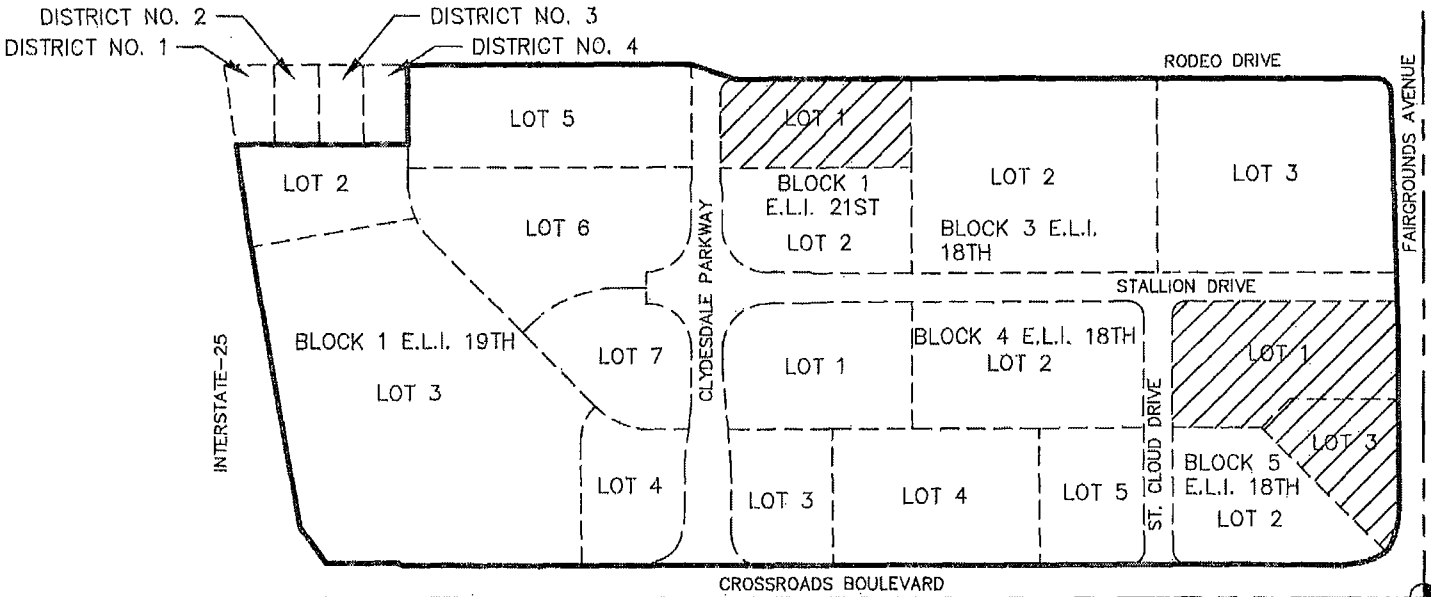 DISTRICT NO. 2
DISTRICT NO. 3
DISTRICT NO. 1
DISTRICT NO. 4
RODEO DRIVE
FAIRGROUNDS AVENUE
LOT 5
LOT 1
LOT 2
LOT 6
CLYDESDALE PARKWAY
BLOCK 1
E.L.I. 21ST
LOT 2
LOT 2
BLOCK 3 E.L.I.
18TH
LOT 3
STALLION DRIVE
INTERSTATE-25
BLOCK 1 E.L.I. 19TH
LOT 3
LOT 7
LOT 1
BLOCK 4 E.L.I. 18TH
LOT 2
LOT 1
LOT 3
LOT 4
LOT 3
LOT 4
LOT 5
ST. CLOUD DRIVE
BLOCK 5
E.L.I. 18TH
LOT 2
CROSSROADS BOULEVARD